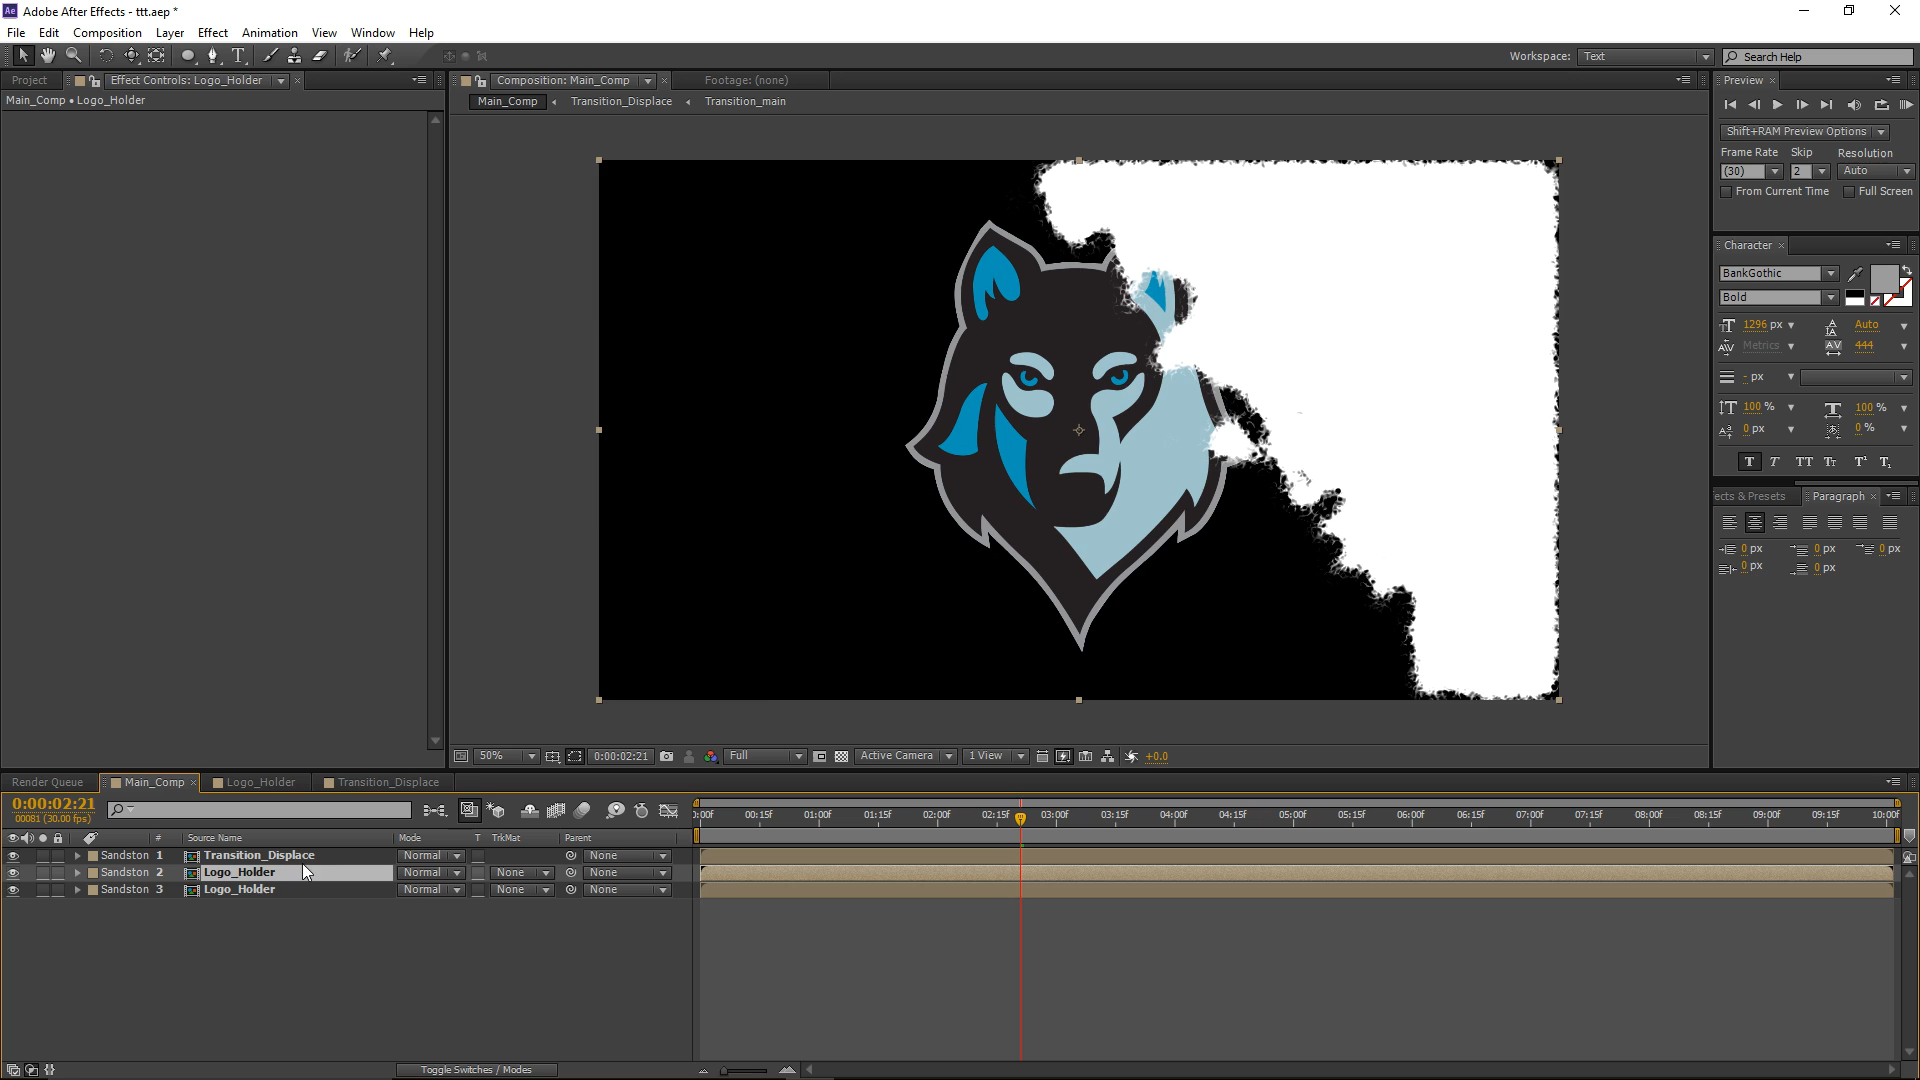 Ae Adobe After Effects - ttt.aep *
File Edit Composition Layer Effect Animation View Window Help
Workspace: Text
Search Help
Project Effect Controls: Logo_Holder
Composition: Main_Comp Footage: (none)
Preview
Main_Comp • Logo_Holder
Main_Comp Transition_Displace Transition_main
Shift+RAM Preview Options
Frame Rate Skip Resolution
(30) 2 Auto
From Current Time Full Screen
Character
BankGothic
Bold
1296 px Auto
Metrics 444
- px
100 % 100 %
0 px 0 %
T T TT Tt T¹ T₁
ects & Presets Paragraph
0 px 0 px 0 px
0 px 0 px
50% 0:00:02:21 Full Active Camera 1 View +0.0
Render Queue Main_Comp Logo_Holder Transition_Displace
0:00:02:21
00081 (30.00 fps)
):00f 00:15f 01:00f 01:15f 02:00f 02:15f 03:00f 03:15f 04:00f 04:15f 05:00f 05:15f 06:00f 06:15f 07:00f 07:15f 08:00f 08:15f 09:00f 09:15f 10:00f
# Source Name Mode T TrkMat Parent
Sandston 1 Transition_Displace Normal None
Sandston 2 Logo_Holder Normal None None
Sandston 3 Logo_Holder Normal None None
Toggle Switches / Modes